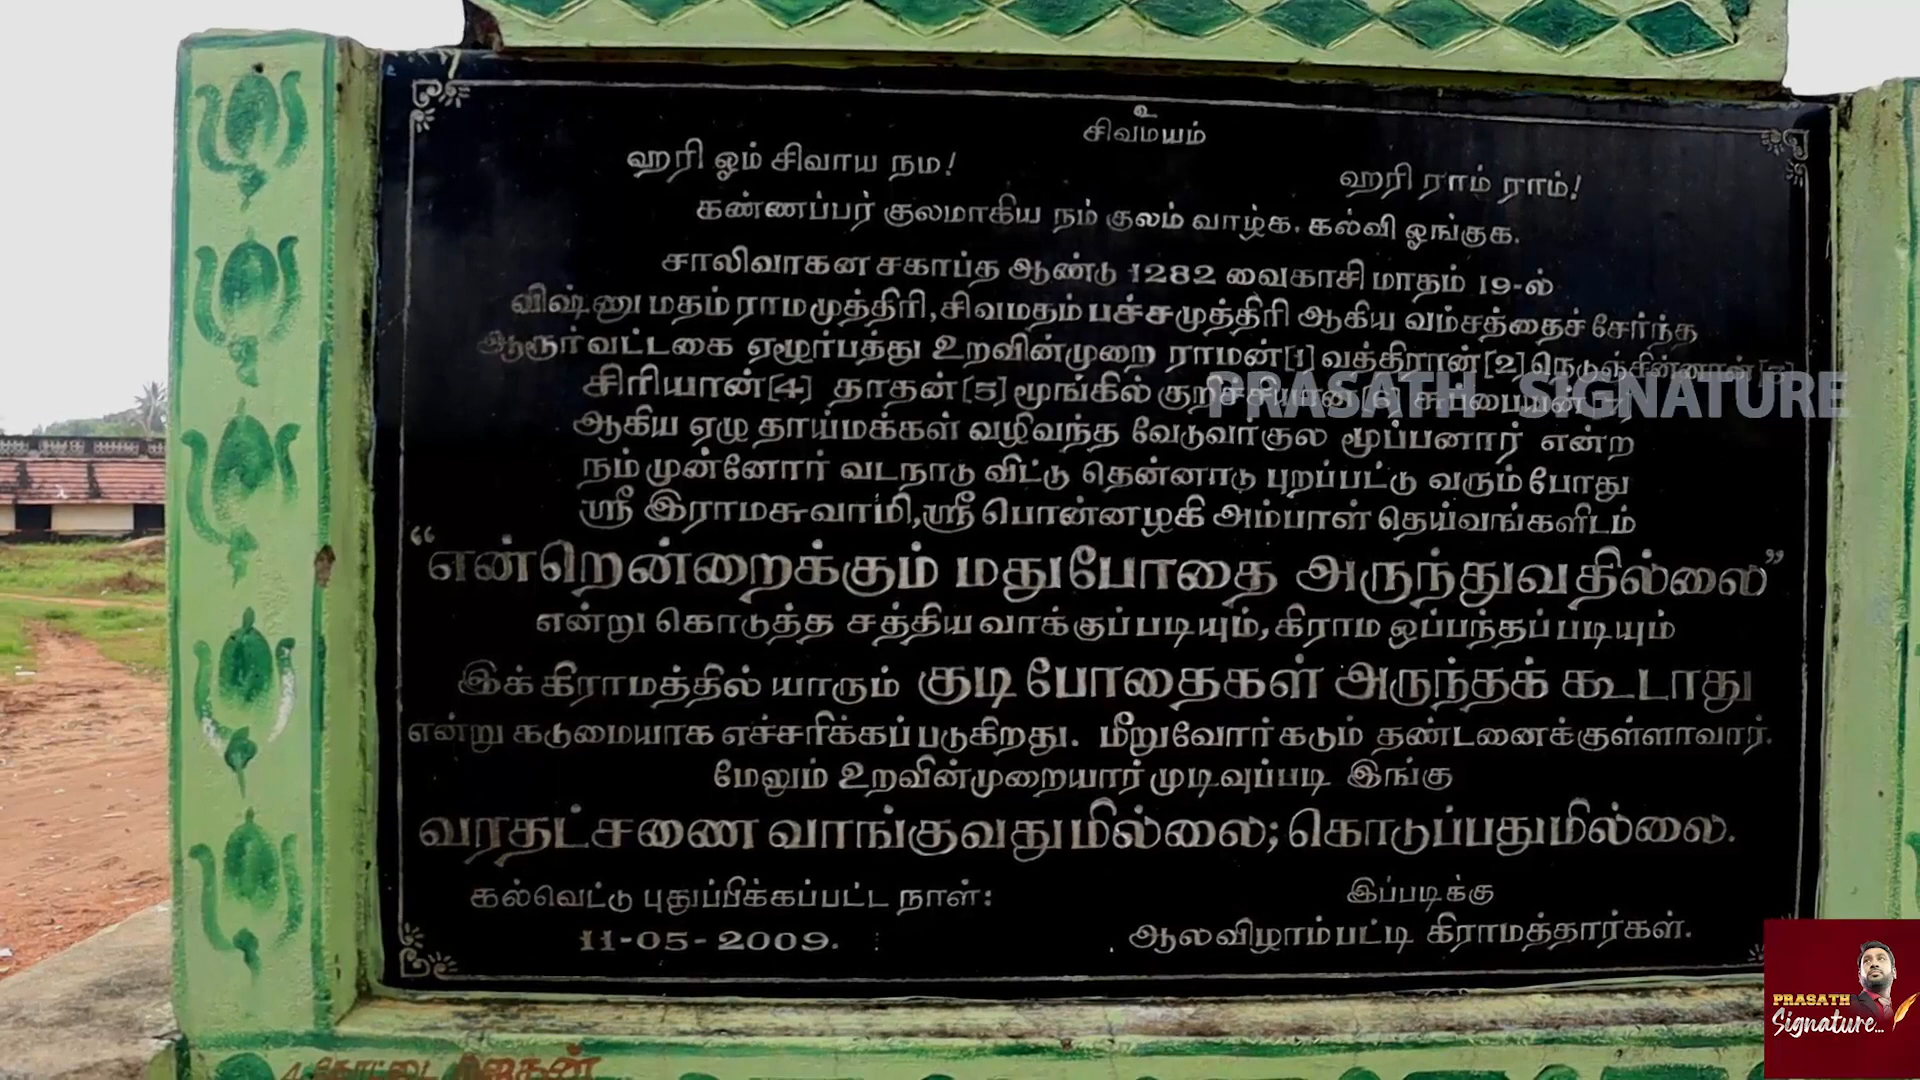 உ
சிவமயம்
ஹரி ஓம் சிவாய நம! ஹரி ராம் ராம்!
கண்ணப்பர் குலமாகிய நம் குலம் வாழ்க. கல்வி ஓங்குக.
சாலிவாகன சகாப்த ஆண்டு 1282 வைகாசி மாதம் 19-ல்
விஷ்ணு மதம் ராமமுத்திரி, சிவமதம் பச்சமுத்திரி ஆகிய வம்சத்தைச் சேர்ந்த
ஆரூர்வட்டகை ஏழூர்பத்து உறவின்முறை ராமன்[1] வத்திரான்[2] நெடுஞ்சின்னான்
சிரியான்[4] தாதன்[5] மூங்கில்
ஆகிய ஏழு தாய்மக்கள் வழிவந்த வேடுவர்குல மூப்பனார் என்ற
நம் முன்னோர் வடநாடு விட்டு தென்னாடு புறப்பட்டு வரும்போது
ஸ்ரீ இராமசுவாமி, ஸ்ரீ பொன்னழகி அம்பாள் தெய்வங்களிடம்
“என்றென்றைக்கும் மதுபோதை அருந்துவதில்லை”
என்று கொடுத்த சத்தியவாக்குப்படியும், கிராம ஒப்பந்தப்படியும்
இக்கிராமத்தில் யாரும் குடி போதைகள் அருந்தக் கூடாது
என்று கடுமையாக எச்சரிக்கப்படுகிறது. மீறுவோர் கடும் தண்டனைக்குள்ளாவார்.
மேலும் உறவின்முறையார் முடிவுப்படி இங்கு
வரதட்சணை வாங்குவதுமில்லை; கொடுப்பதுமில்லை.
கல்வெட்டு புதுப்பிக்கப்பட்ட நாள்: இப்படிக்கு
11-05-2009. ஆலவிழாம்பட்டி கிராமத்தார்கள்.
PRASATH SIGNATURE
PRASATH
Signature...